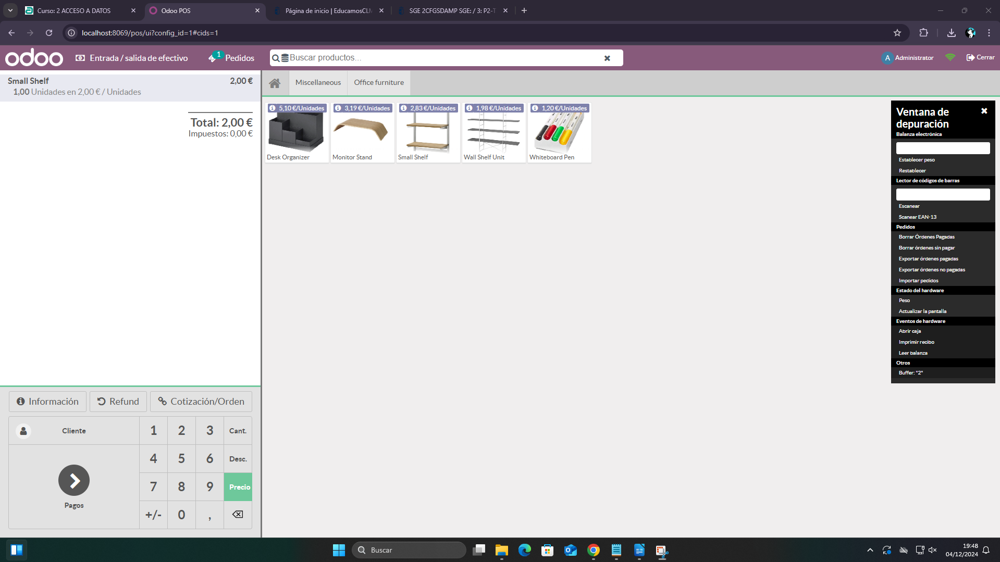 Curso: 2 ACCESO A DATOS
Odoo POS
Página de inicio | EducamosCLM
SGE 2CFGSDAMP SGE: / 3: P2-T
localhost:8069/pos/ui?config_id=1#cids=1
odoo
Entrada / salida de efectivo
1
Pedidos
Buscar productos...
A
Administrator
Cerrar
Small Shelf
2,00 €
1,00 Unidades en 2,00 € / Unidades
Total: 2,00 €
Impuestos: 0,00 €
Miscellaneous
Office furniture
5,10 €/Unidades
Desk Organizer
3,19 €/Unidades
Monitor Stand
2,83 €/Unidades
Small Shelf
1,98 €/Unidades
Wall Shelf Unit
1,20 €/Unidades
Whiteboard Pen
Ventana de
depuración
Balanza electrónica
Establecer peso
Restablecer
Lector de códigos de barras
Escanear
Scanear EAN-13
Pedidos
Borrar Órdenes Pagadas
Borrar órdenes sin pagar
Exportar órdenes pagadas
Exportar órdenes no pagadas
Importar pedidos
Estado del hardware
Peso
Actualizar la pantalla
Eventos de hardware
Abrir caja
Imprimir recibo
Leer balanza
Otros
Buffer: "2"
Información
Refund
Cotización/Orden
Cliente
Pagos
1
2
3
Cant.
4
5
6
Desc.
7
8
9
Precio
+/-
0
,
Buscar
19:48
04/12/2024